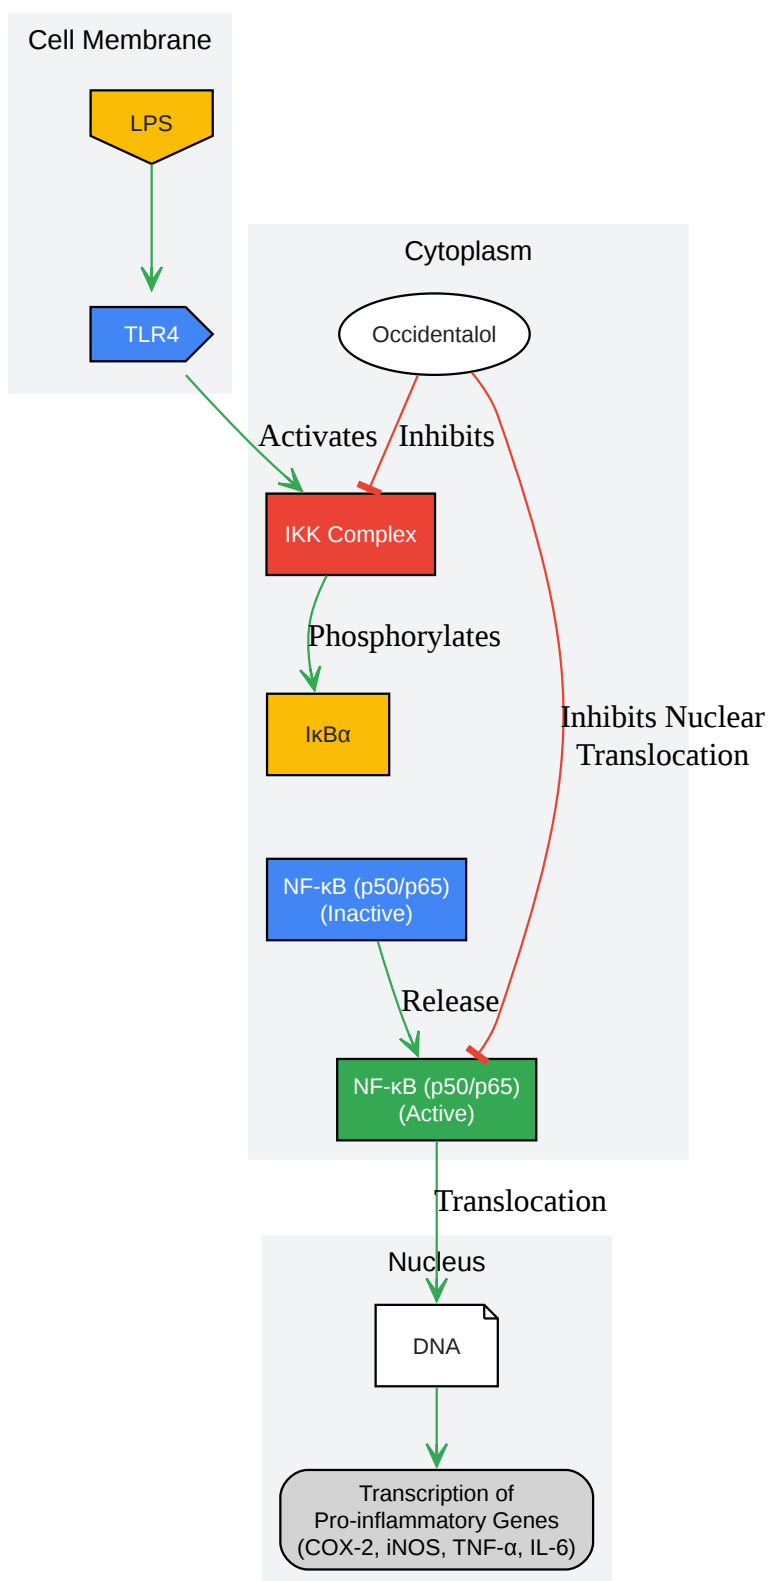 Cell Membrane
LPS
TLR4
Cytoplasm
Occidentalol
Activates
Inhibits
IKK Complex
Phosphorylates
IκBα
Inhibits Nuclear
Translocation
NF-κB (p50/p65)
(Inactive)
Release
NF-κB (p50/p65)
(Active)
Translocation
Nucleus
DNA
Transcription of
Pro-inflammatory Genes
(COX-2, iNOS, TNF-α, IL-6)